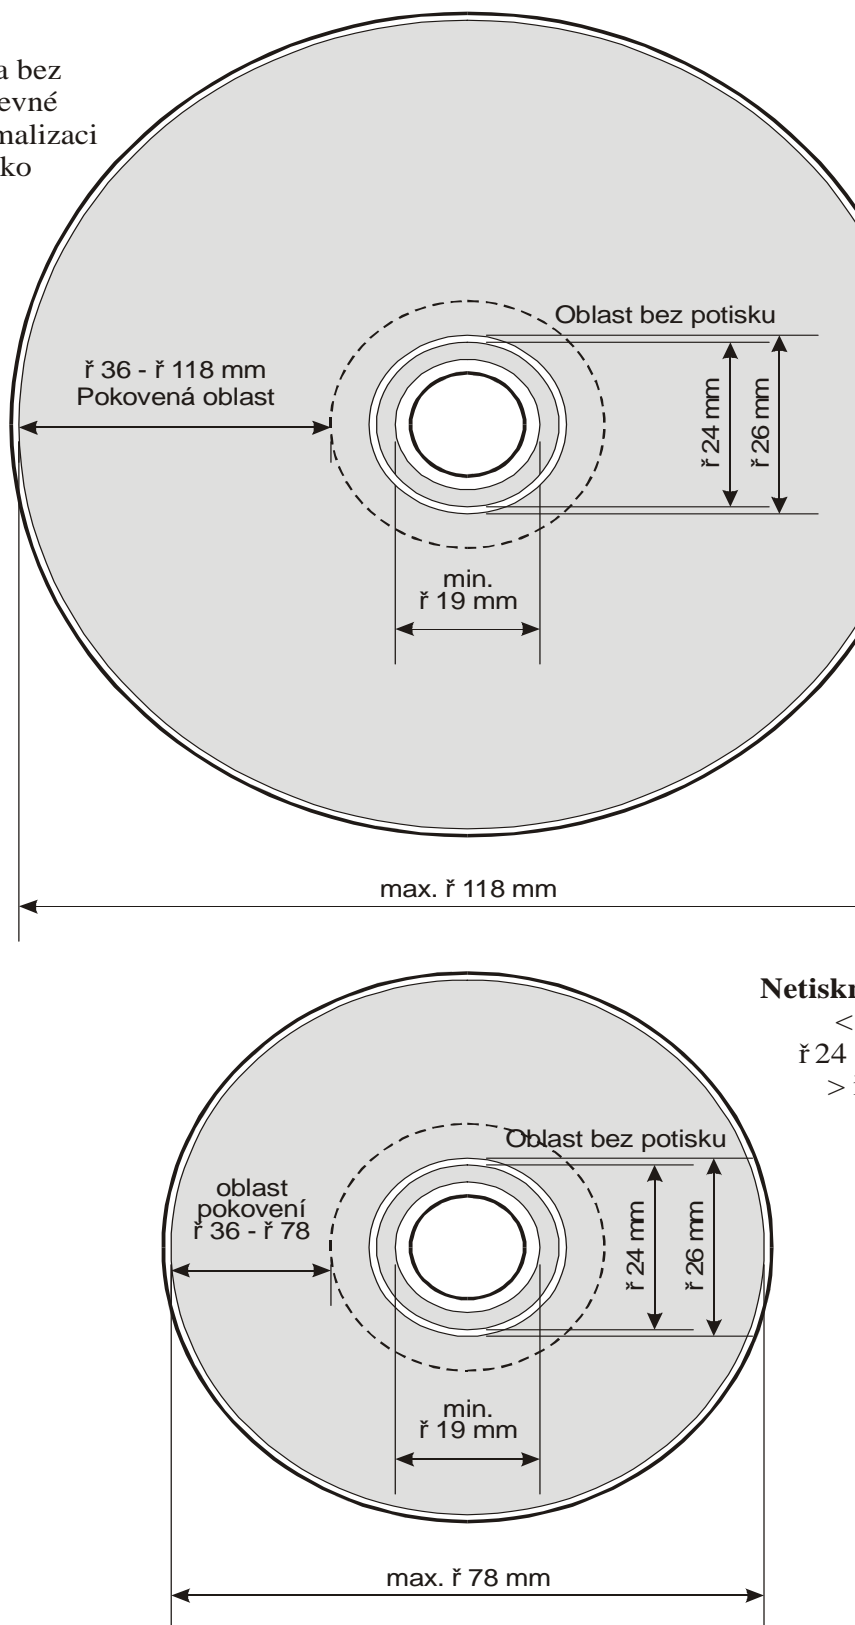 a bez
evné
malizaci
ko
Oblast bez potisku
ř 36 - ř 118 mm
Pokovená oblast
ř 24 mm
ř 26 mm
min.
ř 19 mm
max. ř 118 mm
Netiskn
<
ř 24
>
Oblast bez potisku
oblast
pokovení
ř 36 - ř 78
ř 24 mm
ř 26 mm
min.
ř 19 mm
max. ř 78 mm